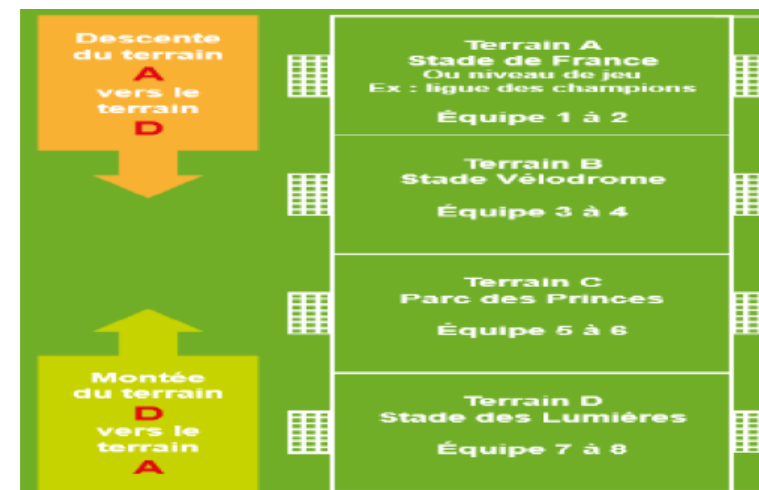 Descente
du terrain
A
vers le
terrain
D
Montée
du terrain
D
vers le
terrain
A
Terrain A
Stade de France
Ou niveau de jeu
Ex : ligue des champions
Équipe 1 à 2
Terrain B
Stade Vélodrome
Équipe 3 à 4
Terrain C
Parc des Princes
Équipe 5 à 6
Terrain D
Stade des Lumières
Équipe 7 à 8